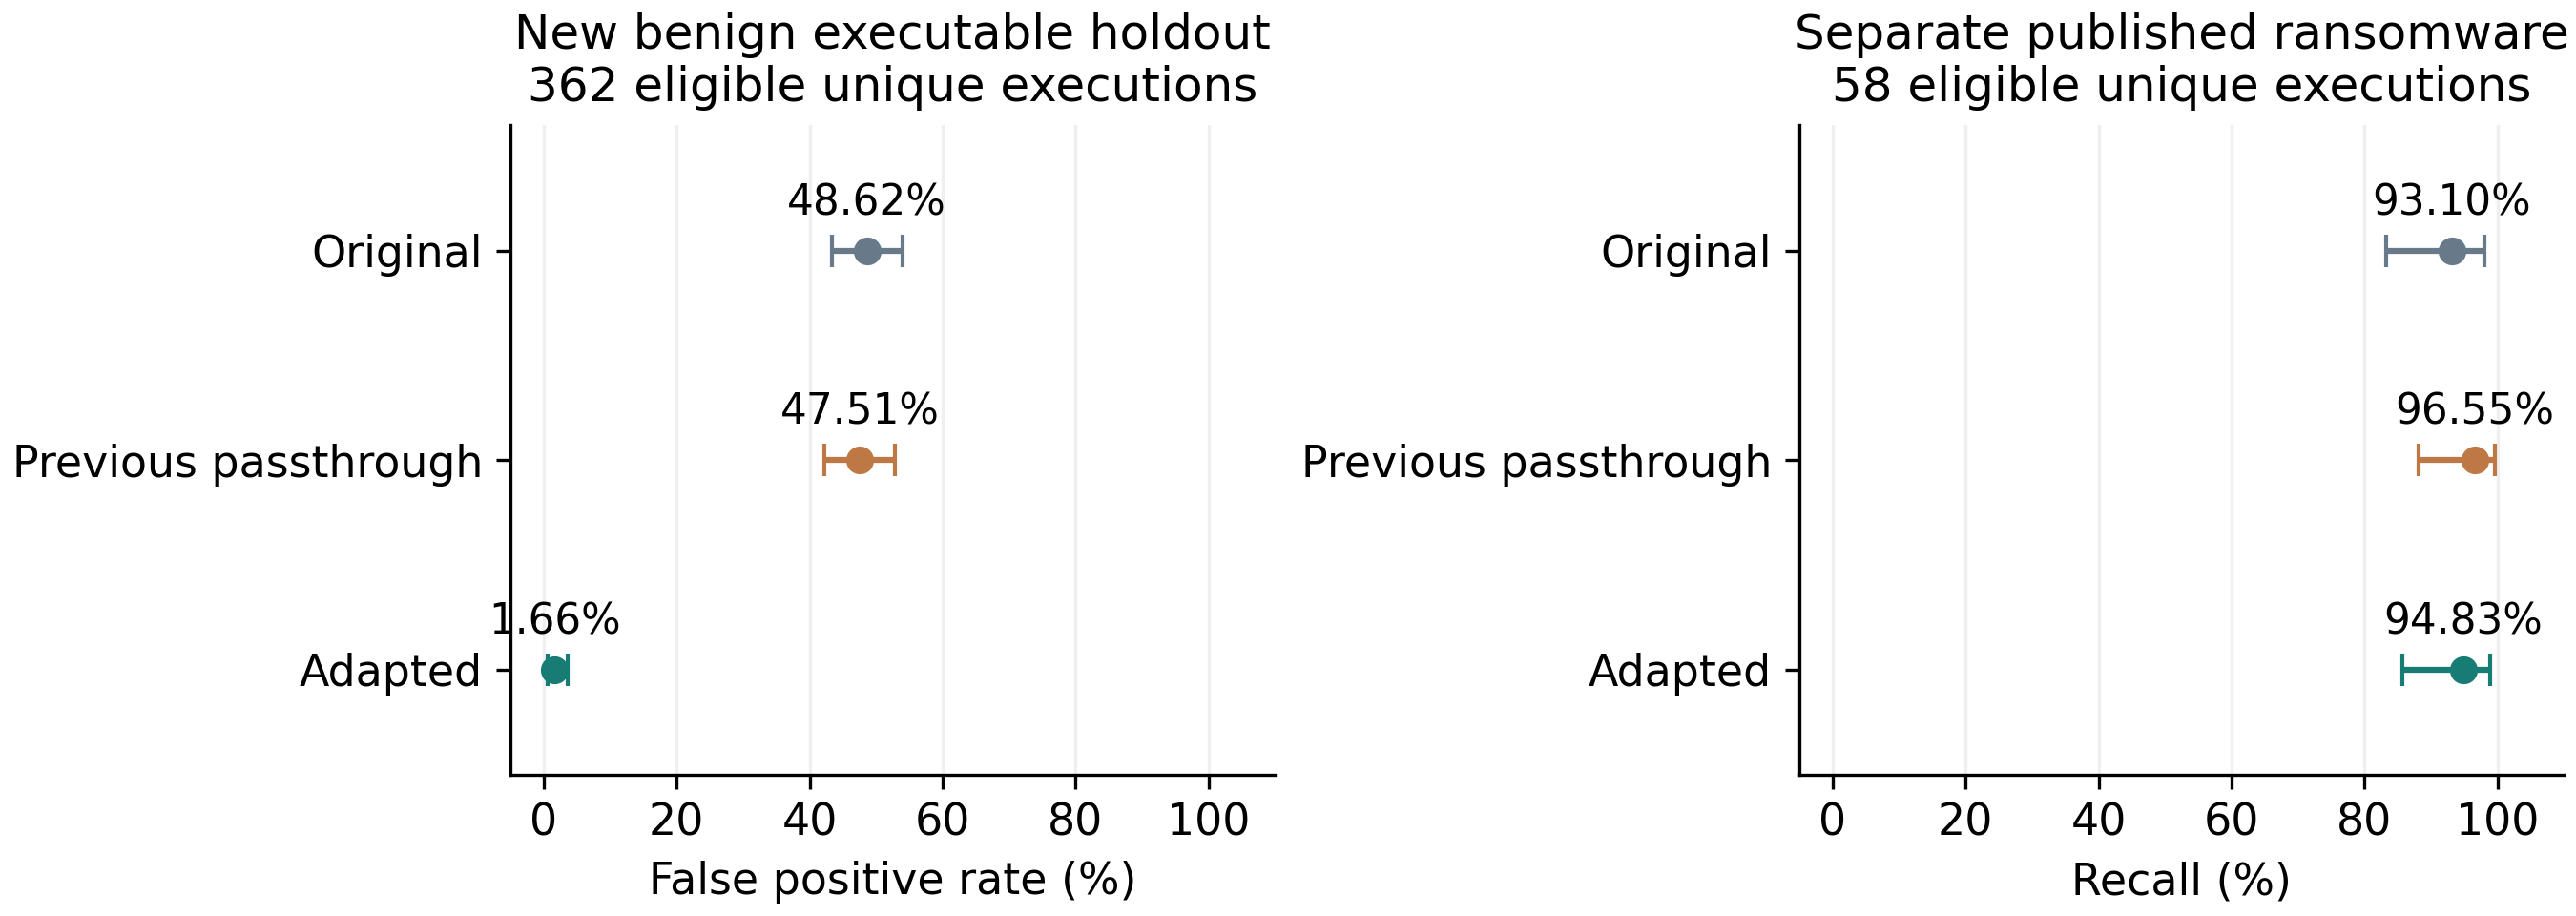 New benign executable holdout
362 eligible unique executions
48.62%
Original
47.51%
Previous passthrough
1.66%
Adapted
0 20 40 60 80 100
False positive rate (%)
Separate published ransomware
58 eligible unique executions
93.10%
Original
96.55%
Previous passthrough
94.83%
Adapted
0 20 40 60 80 100
Recall (%)